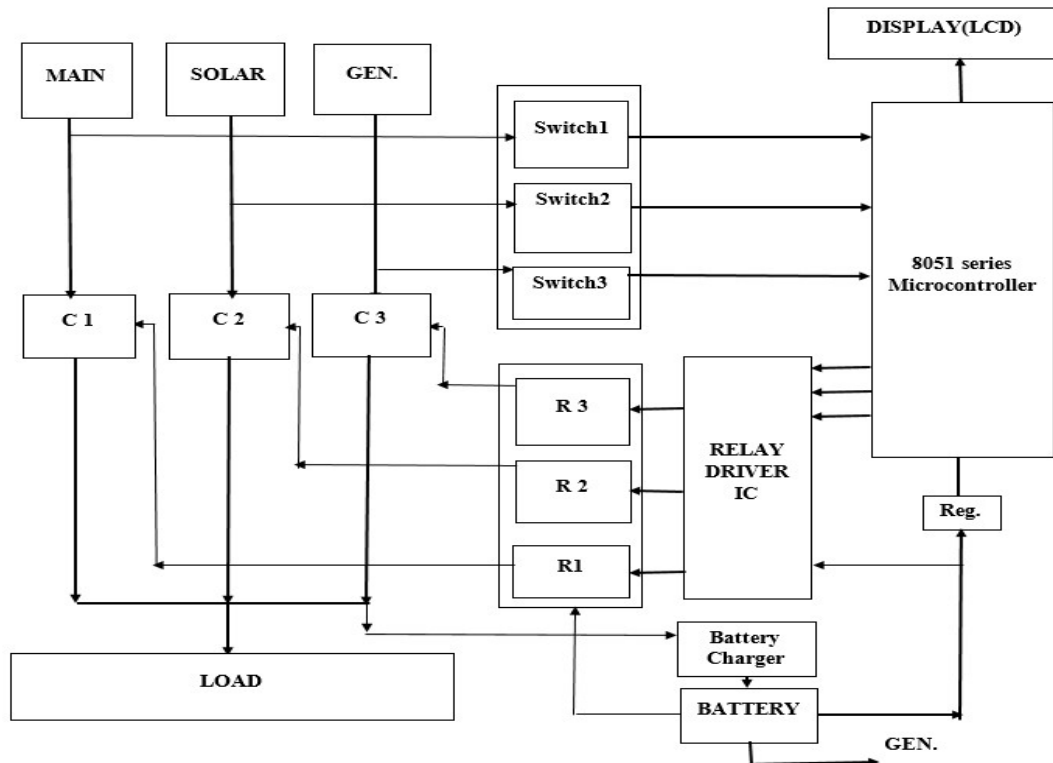 DISPLAY(LCD)
MAIN
SOLAR
GEN.
Switch1
Switch2
Switch3
8051 series
Microcontroller
C 1
C 2
C 3
R 3
R 2
R1
RELAY
DRIVER
IC
Reg.
Battery
Charger
LOAD
BATTERY
GEN.